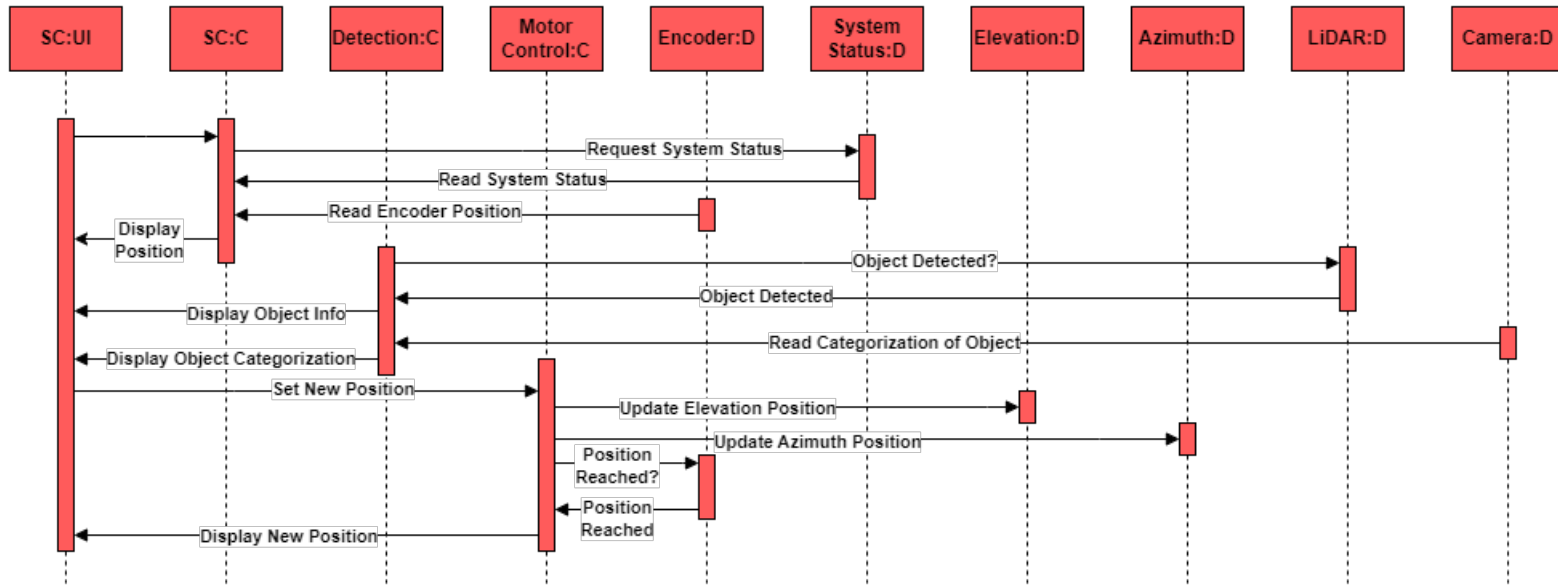 SC:UI
SC:C
Detection:C
Motor
Control:C
Encoder:D
System
Status:D
Elevation:D
Azimuth:D
LiDAR:D
Camera:D
Request System Status
Read System Status
Read Encoder Position
Display
Position
Object Detected?
Object Detected
Display Object Info
Read Categorization of Object
Display Object Categorization
Set New Position
Update Elevation Position
Update Azimuth Position
Position
Reached?
Position
Reached
Display New Position